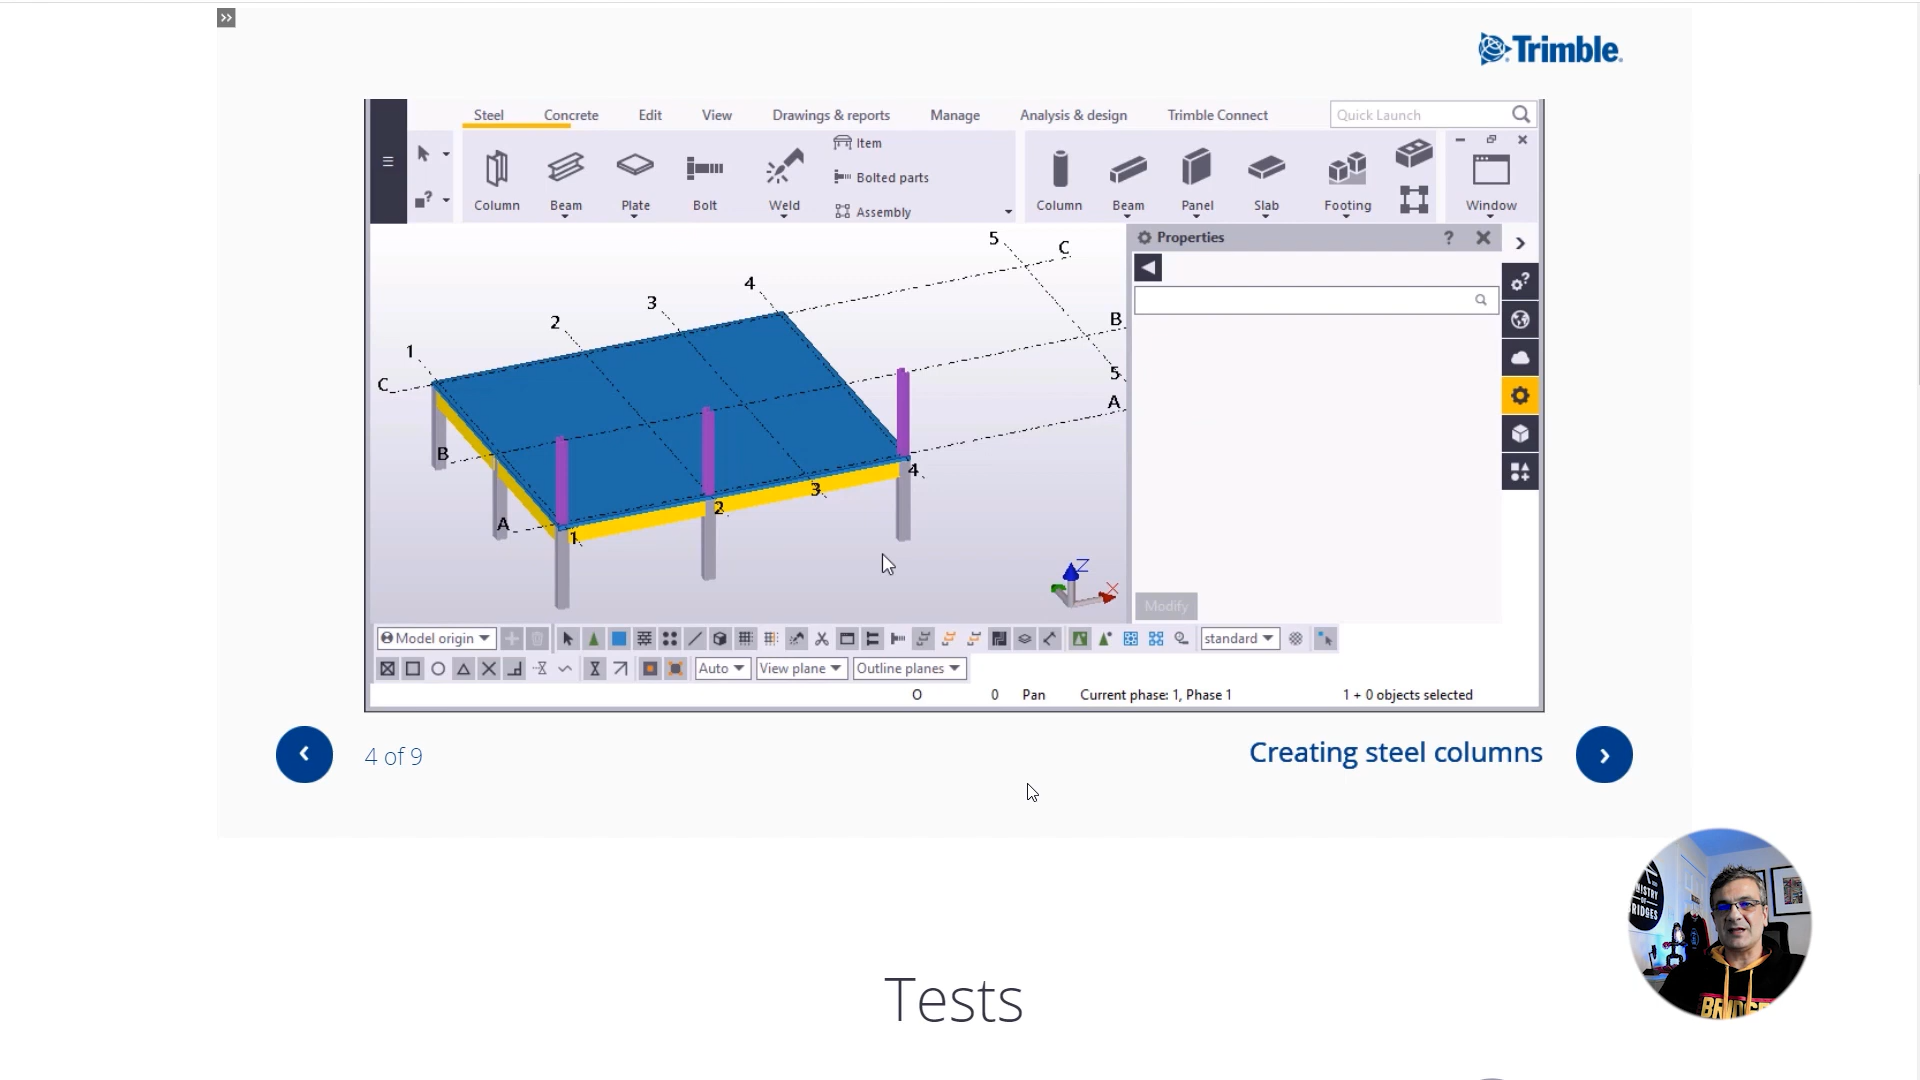 Trimble.
Steel Concrete Edit View Drawings & reports Manage Analysis & design Trimble Connect Quick Launch
Item
Bolted parts
Assembly
Column Beam Plate Bolt Weld Column Beam Panel Slab Footing Window
Properties ?
5 C
4
3
2
1
C
B
5
A
B
4
3
2
A
1
Z
X
Modify
Model origin standard
Auto View plane Outline planes
O 0 Pan Current phase: 1, Phase 1 1 + 0 objects selected
4 of 9
Creating steel columns
Tests